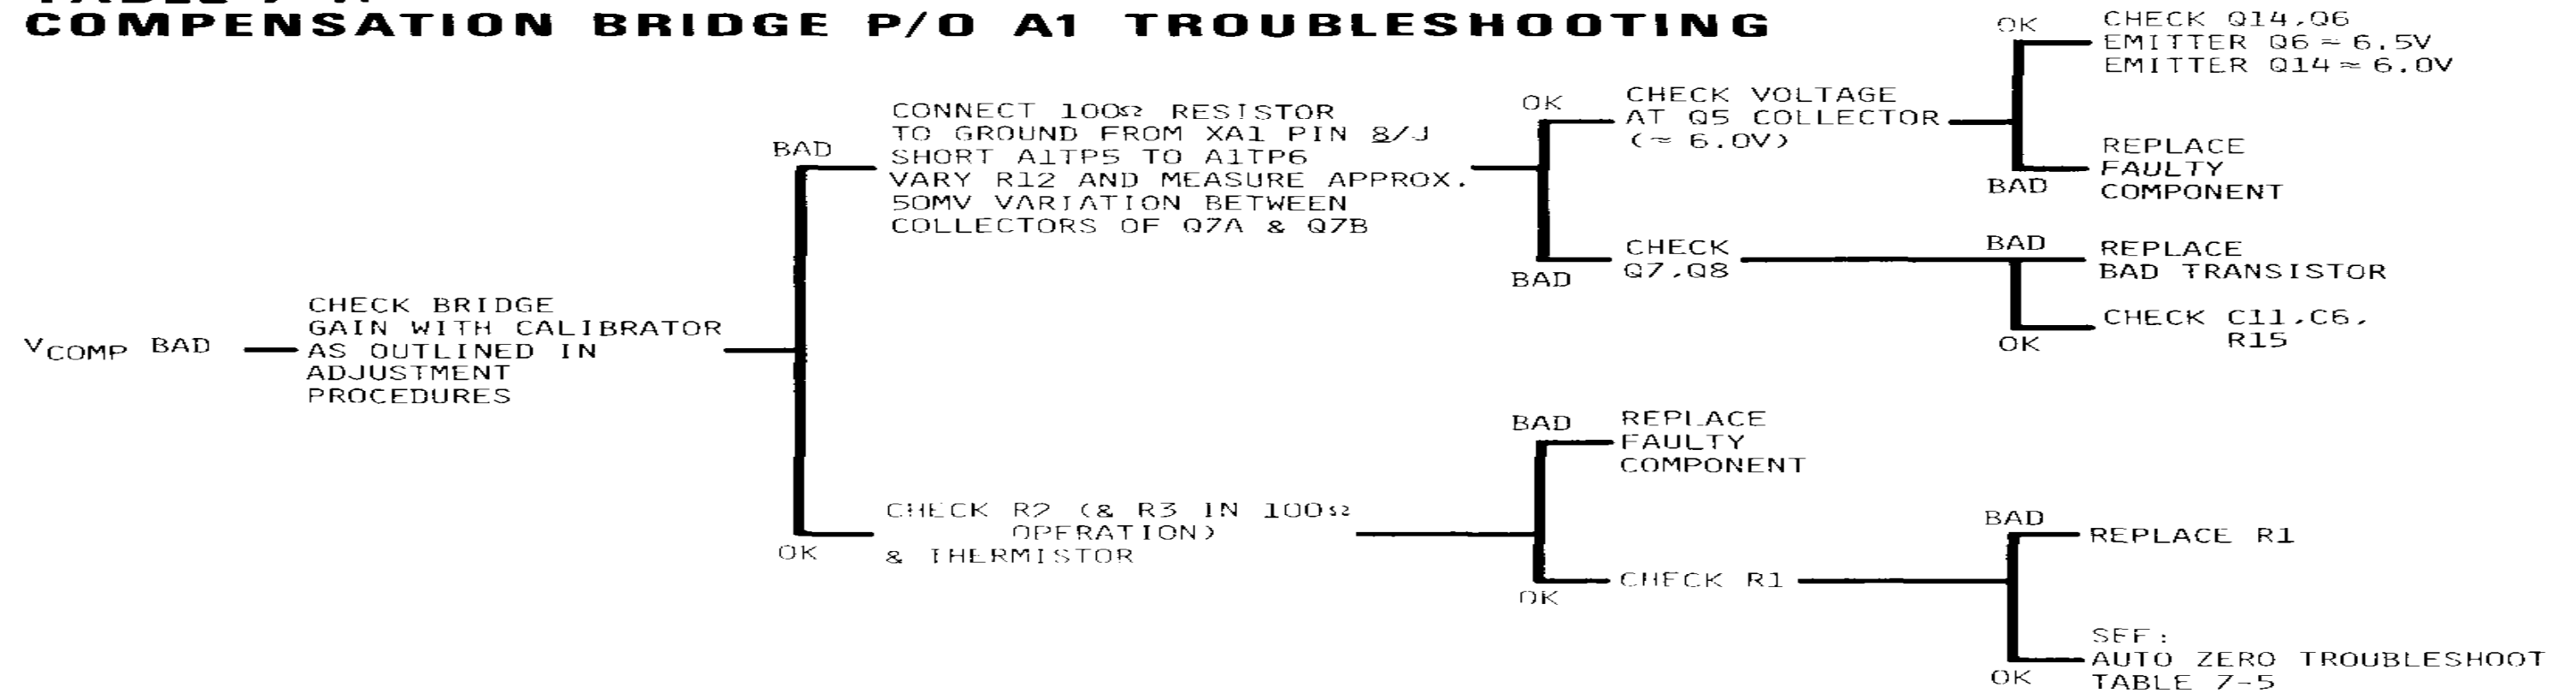 COMPENSATION BRIDGE P/O A1 TROUBLESHOOTING
VCOMP BAD
CHECK BRIDGE
GAIN WITH CALIBRATOR
AS OUTLINED IN
ADJUSTMENT
PROCEDURES
BAD
CONNECT 100Ω RESISTOR
TO GROUND FROM XA1 PIN 8/J
SHORT A1TP5 TO A1TP6
VARY R12 AND MEASURE APPROX.
50MV VARIATION BETWEEN
COLLECTORS OF Q7A & Q7B
OK
CHECK VOLTAGE
AT Q5 COLLECTOR
(≈ 6.0V)
OK
CHECK Q14,Q6
EMITTER Q6 ≈ 6.5V
EMITTER Q14 ≈ 6.0V
BAD
REPLACE
FAULTY
COMPONENT
BAD
CHECK
Q7,Q8
BAD
REPLACE
BAD TRANSISTOR
OK
CHECK C11,C6,
R15
OK
CHECK R2 (& R3 IN 100Ω
OPERATION)
& THERMISTOR
BAD
REPLACE
FAULTY
COMPONENT
OK
CHECK R1
BAD
REPLACE R1
OK
SEE:
AUTO ZERO TROUBLESHOOT
TABLE 7-5